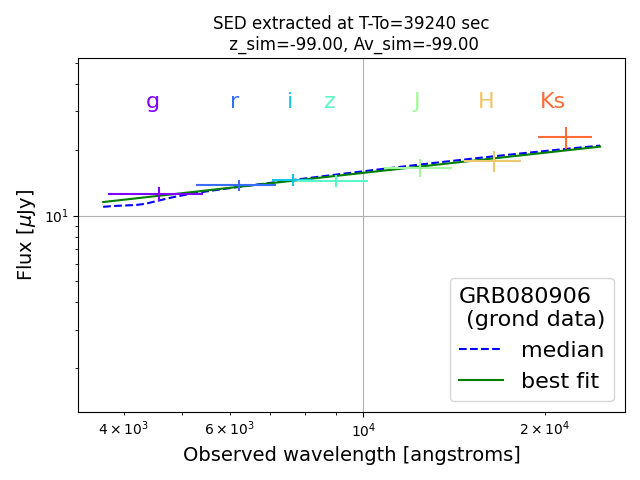 SED extracted at T-To=39240 sec
z_sim=-99.00, Av_sim=-99.00
g r i z J H Ks
Flux [μJy]
10¹
GRB080906
(grond data)
median
best fit
4 × 10³ 6 × 10³ 10⁴ 2 × 10⁴
Observed wavelength [angstroms]